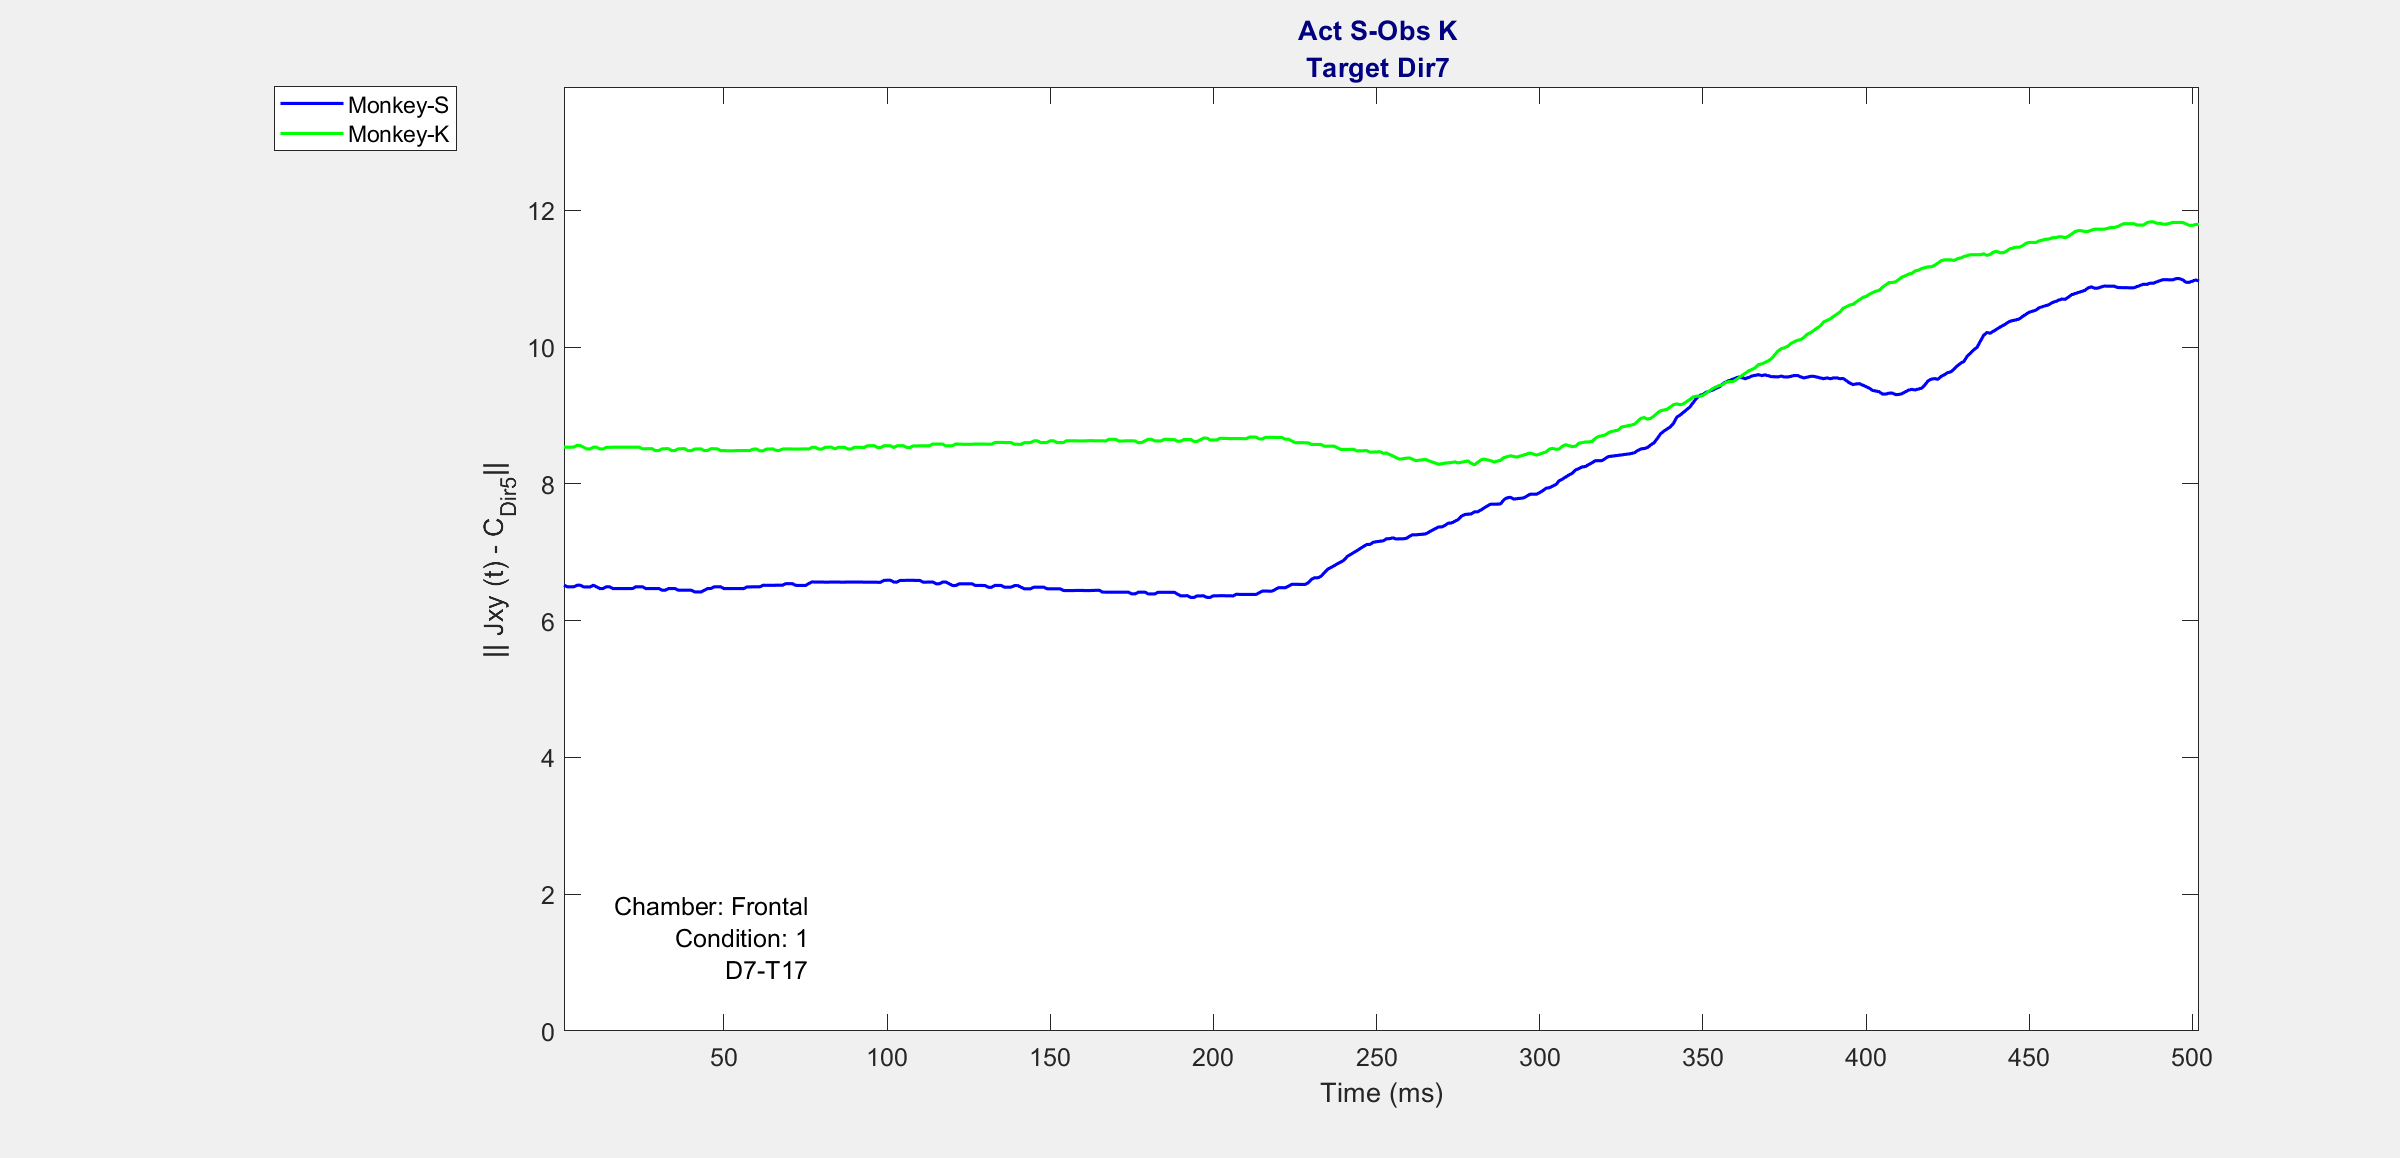 Act S-Obs K
Target Dir7
Monkey-S
Monkey-K
|| Jxy (t) - C_Dir5||
12
10
8
6
4
2
0
Chamber: Frontal
Condition: 1
D7-T17
50 100 150 200 250 300 350 400 450 500
Time (ms)